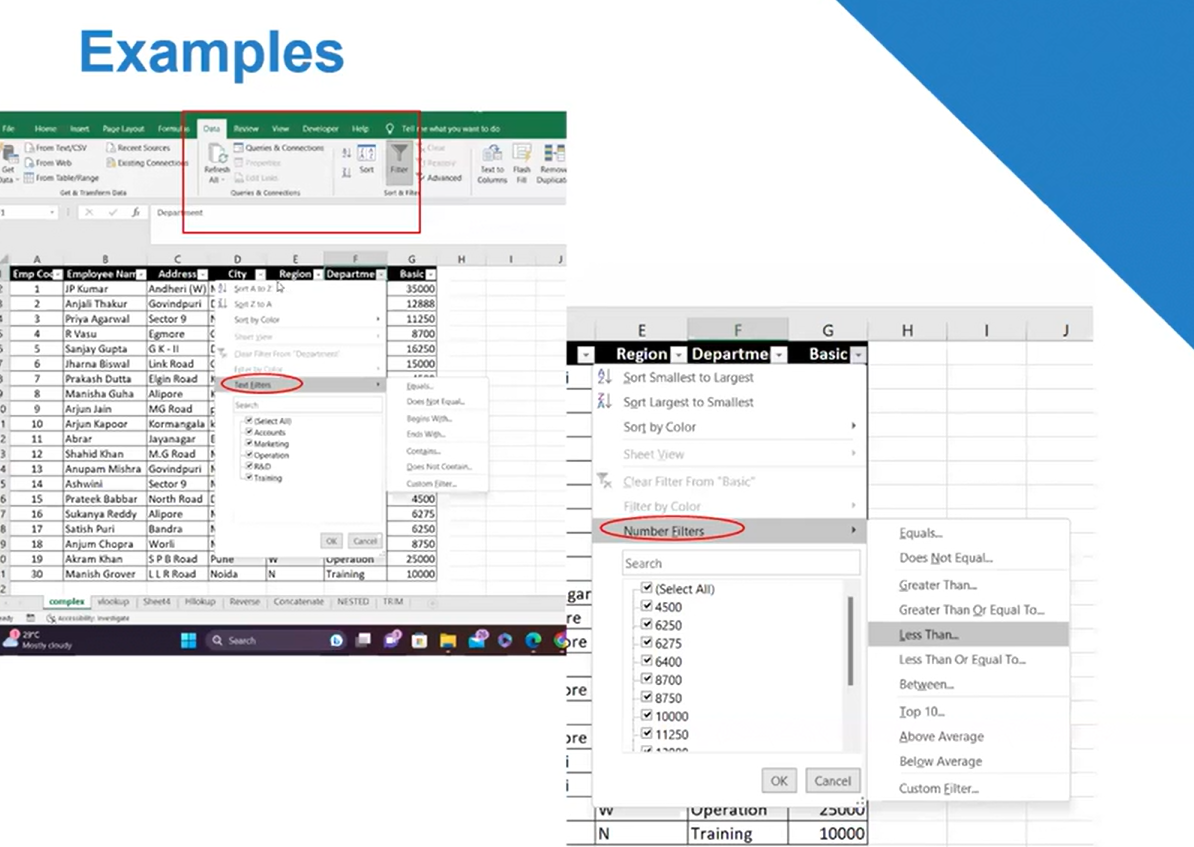 Examples
File Home Insert Page Layout Formulas Data Review View Developer Help Tell me what you want to do
From Text/CSV Recent Sources Queries & Connections Clear
From Web Existing Connections Properties Reapply
Get Data From Table/Range Refresh All Edit Links Sort Filter Advanced Text to Columns Flash Fill Remove Duplicat
Get & Transform Data Queries & Connections Sort & Filter
Department
A B C D E F G H I J
Emp Co Employee Nam Address City Region Departme Basic
1 JP Kumar Andheri (W) 35000
2 Anjali Thakur Govindpuri 12888
3 Priya Agarwal Sector 9 11250
4 R Vasu Egmore 8700
5 Sanjay Gupta G K - II 16250
6 Jharna Biswal Link Road 15000
7 Prakash Dutta Elgin Road
8 Manisha Guha Alipore
9 Arjun Jain MG Road
10 Arjun Kapoor Kormangala
11 Abrar Jayanagar
12 Shahid Khan M.G Road
13 Anupam Mishra Govindpuri
14 Ashwini Sector 9
15 Prateek Babbar North Road 4500
16 Sukanya Reddy Alipore 6275
17 Satish Puri Bandra 6250
18 Anjum Chopra Worli 8750
19 Akram Khan S P B Road Pune W Operation 25000
30 Manish Grover L L R Road Noida N Training 10000
Sort A to Z
Sort Z to A
Sort by Color
Sheet View
Clear Filter From "Department"
Filter by Color
Text Filters
Search
(Select All)
Accounts
Marketing
Operation
R&D
Training
OK Cancel
Equals...
Does Not Equal...
Begins With...
Ends With...
Contains...
Does Not Contain...
Custom Filter...
complex vlookup Sheet4 Hllokup Reverse Concatenate NESTED TRIM
Accessibility: Investigate
29°C
Mostly cloudy
Search
E F G H I J
Region Departme Basic
Sort Smallest to Largest
Sort Largest to Smallest
Sort by Color
Sheet View
Clear Filter From "Basic"
Filter by Color
Number Filters
Search
(Select All)
4500
6250
6275
6400
8700
8750
10000
11250
OK Cancel
Equals...
Does Not Equal...
Greater Than...
Greater Than Or Equal To...
Less Than...
Less Than Or Equal To...
Between...
Top 10...
Above Average
Below Average
Custom Filter...
W Operation 25000
N Training 10000